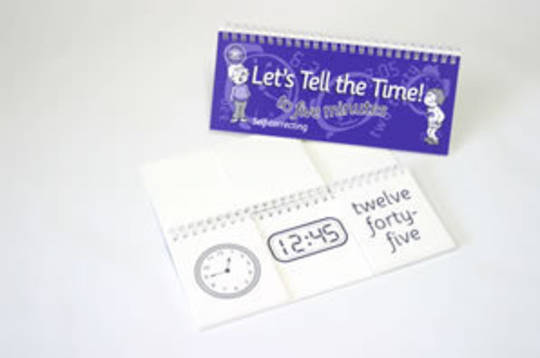 Let's Tell the Time!
to five minutes
Self-correcting
12:45
twelve
forty-
five